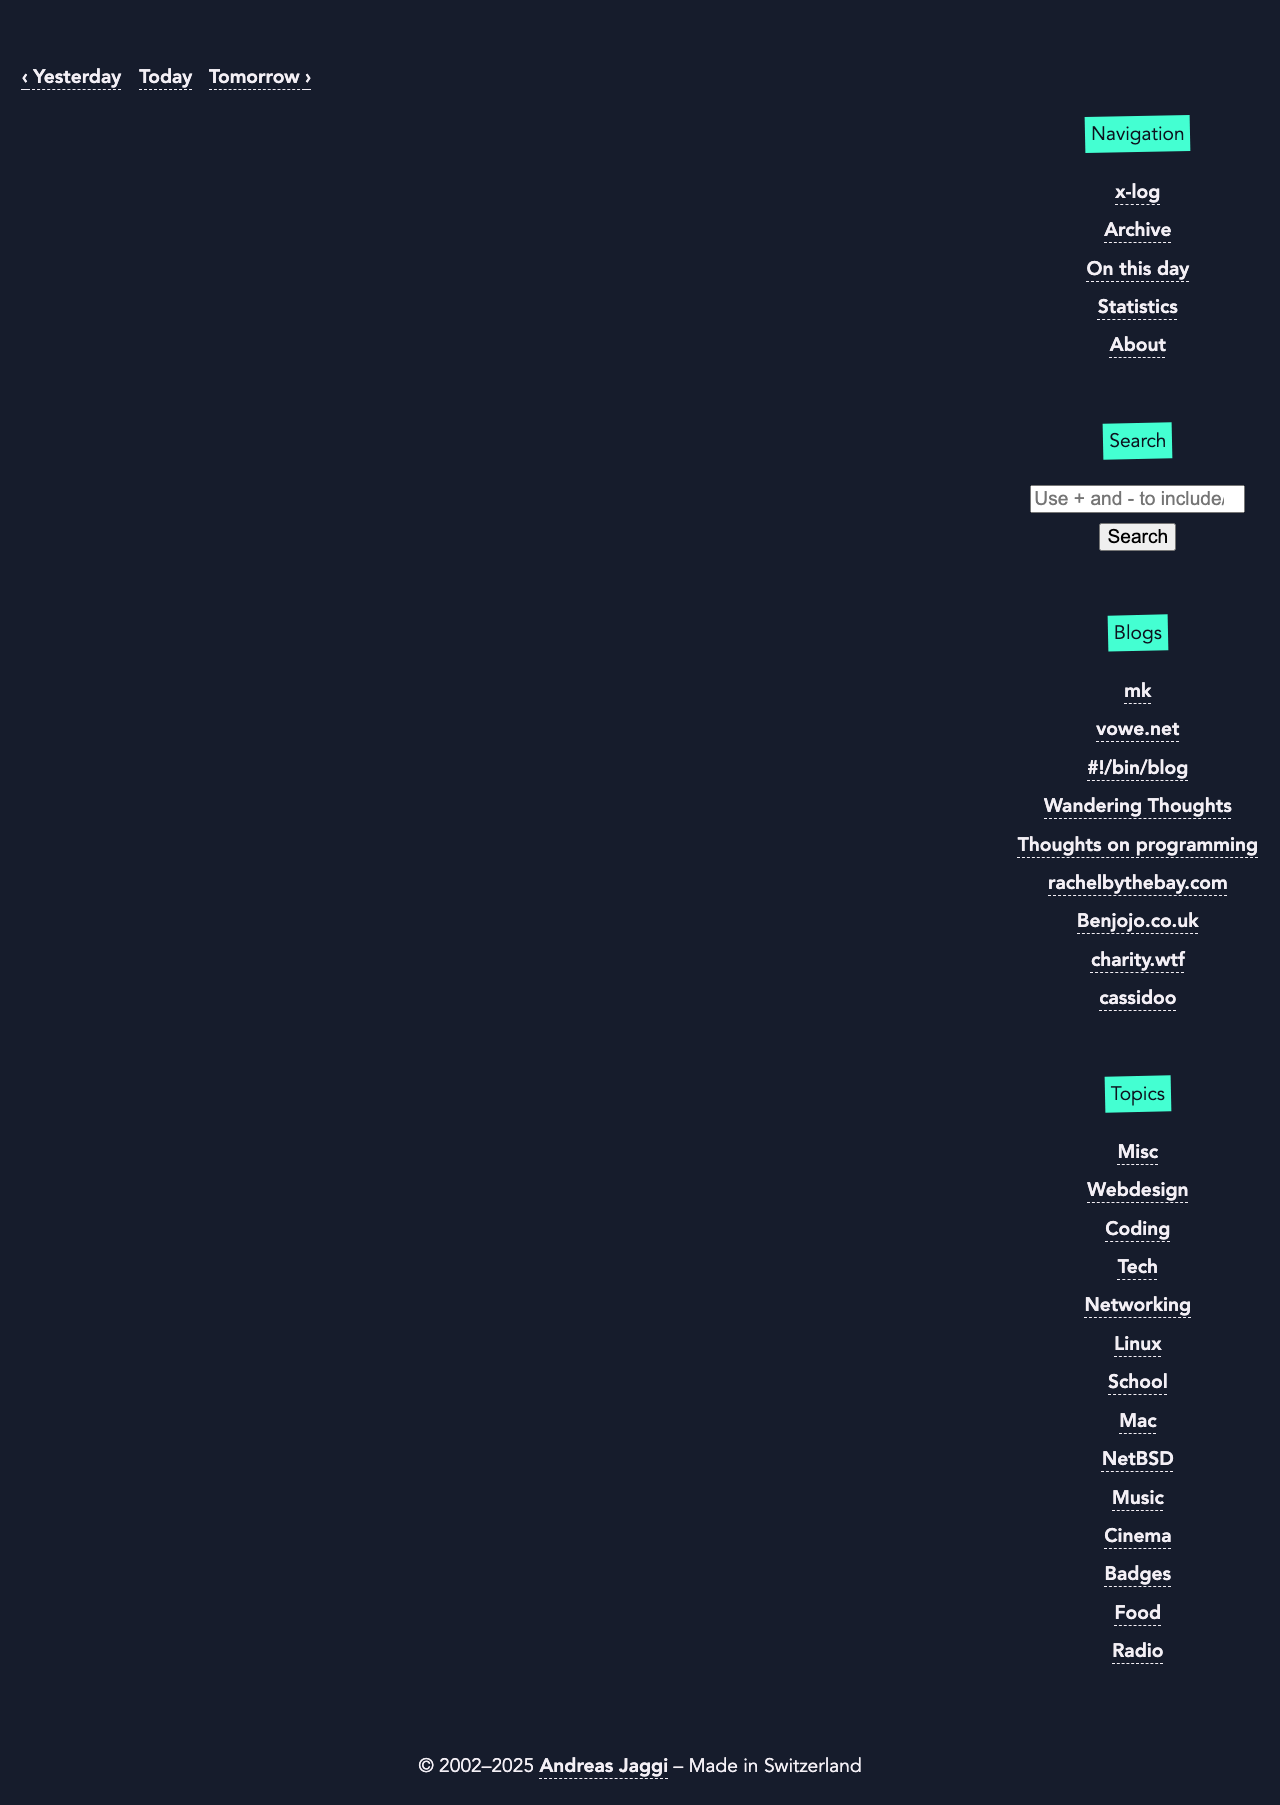 ‹ Yesterday Today Tomorrow ›
Navigation
x-log
Archive
On this day
Statistics
About
Search
Use + and - to include/
Search
Blogs
mk
vowe.net
#!/bin/blog
Wandering Thoughts
Thoughts on programming
rachelbythebay.com
Benjojo.co.uk
charity.wtf
cassidoo
Topics
Misc
Webdesign
Coding
Tech
Networking
Linux
School
Mac
NetBSD
Music
Cinema
Badges
Food
Radio
© 2002–2025 Andreas Jaggi – Made in Switzerland